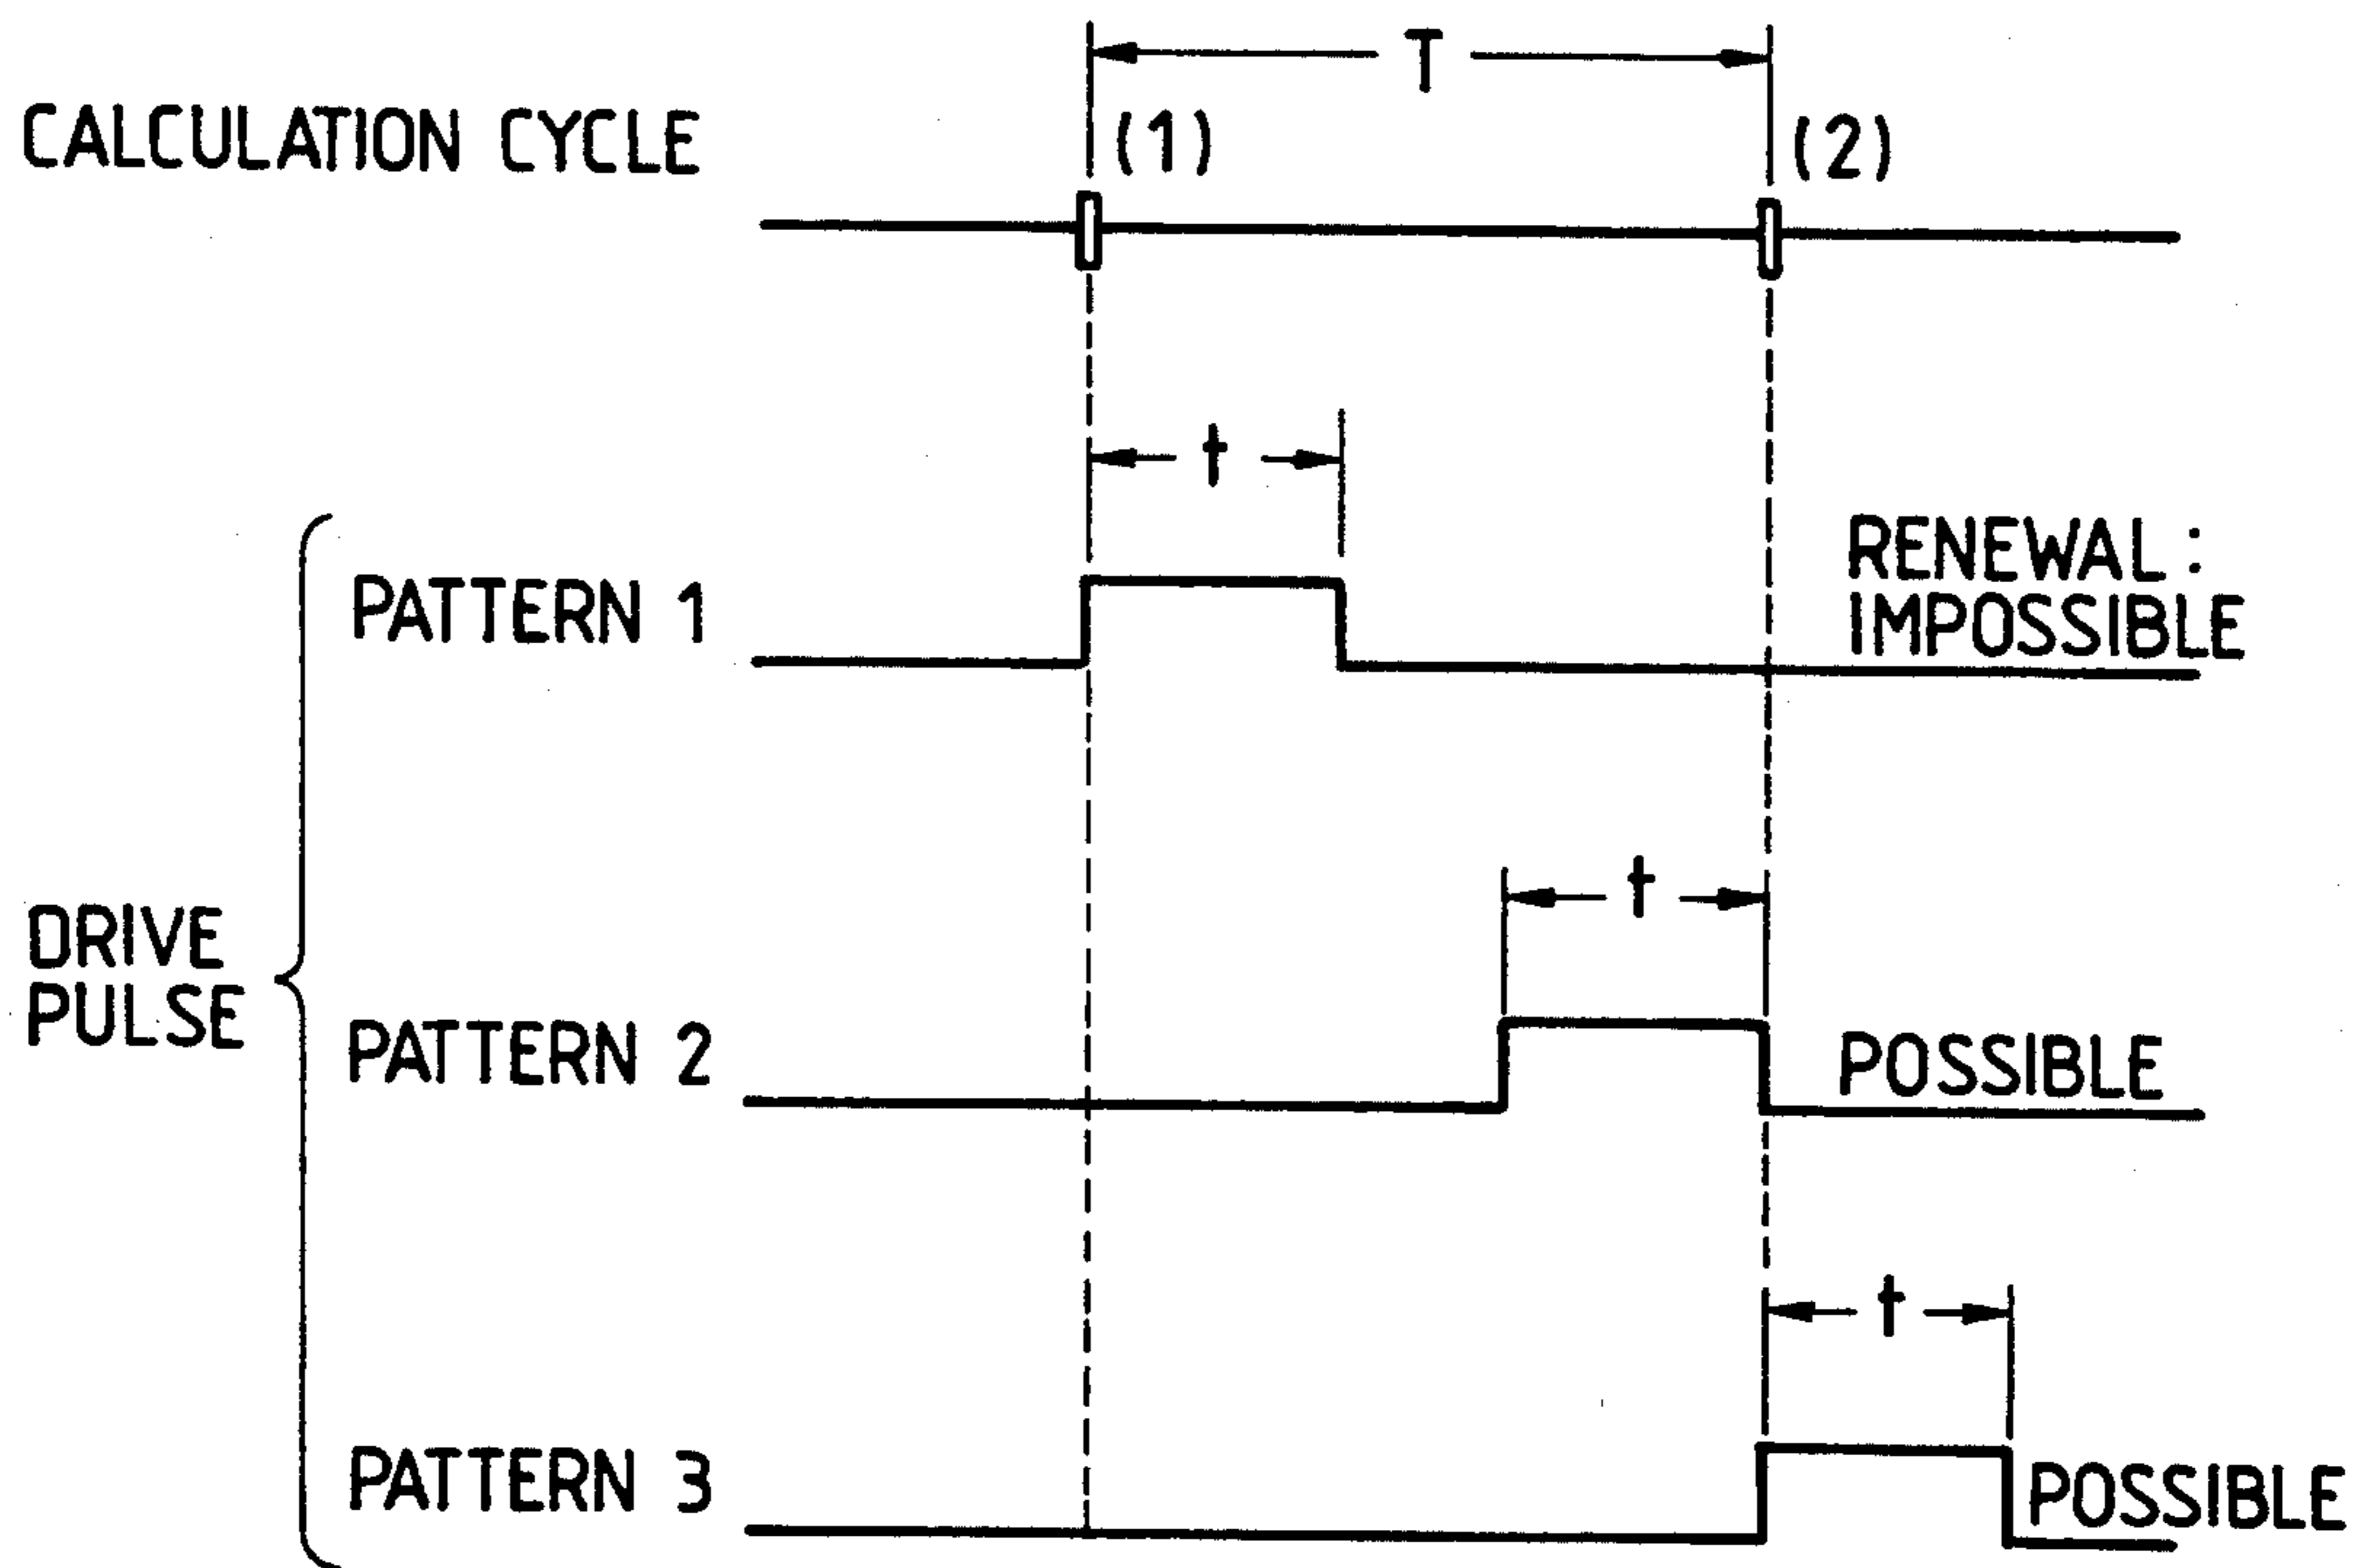 T
CALCULATION CYCLE
(1)
(2)
t
PATTERN 1
RENEWAL :
IMPOSSIBLE
t
DRIVE
PULSE
PATTERN 2
POSSIBLE
t
PATTERN 3
POSSIBLE